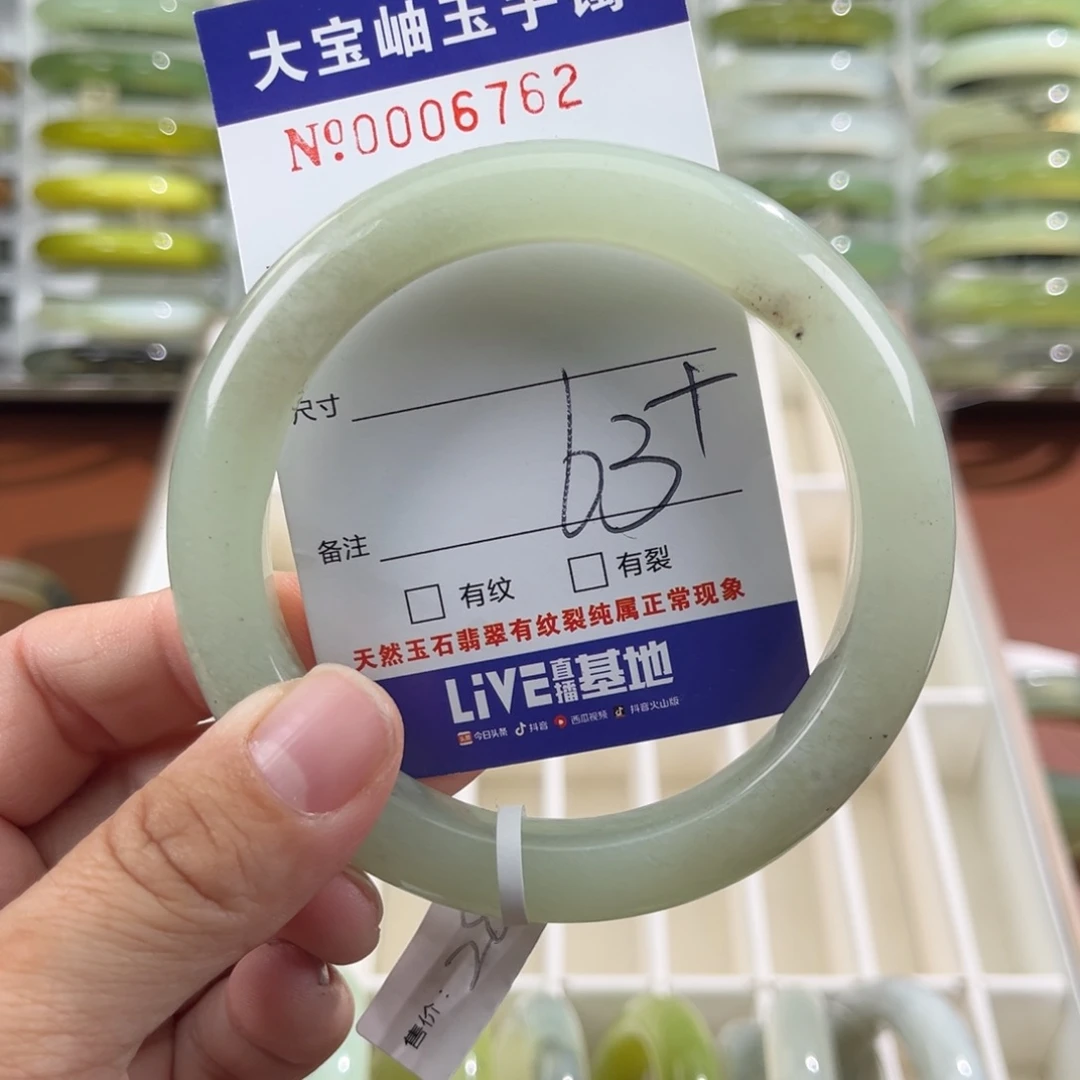 大宝岫玉手镯
№:0006762
尺寸 63+
备注
有纹 有裂
天然玉石翡翠有纹裂纯属正常现象
LiVE直播基地
今日头条 抖音 西瓜视频 抖音火山版
售价: